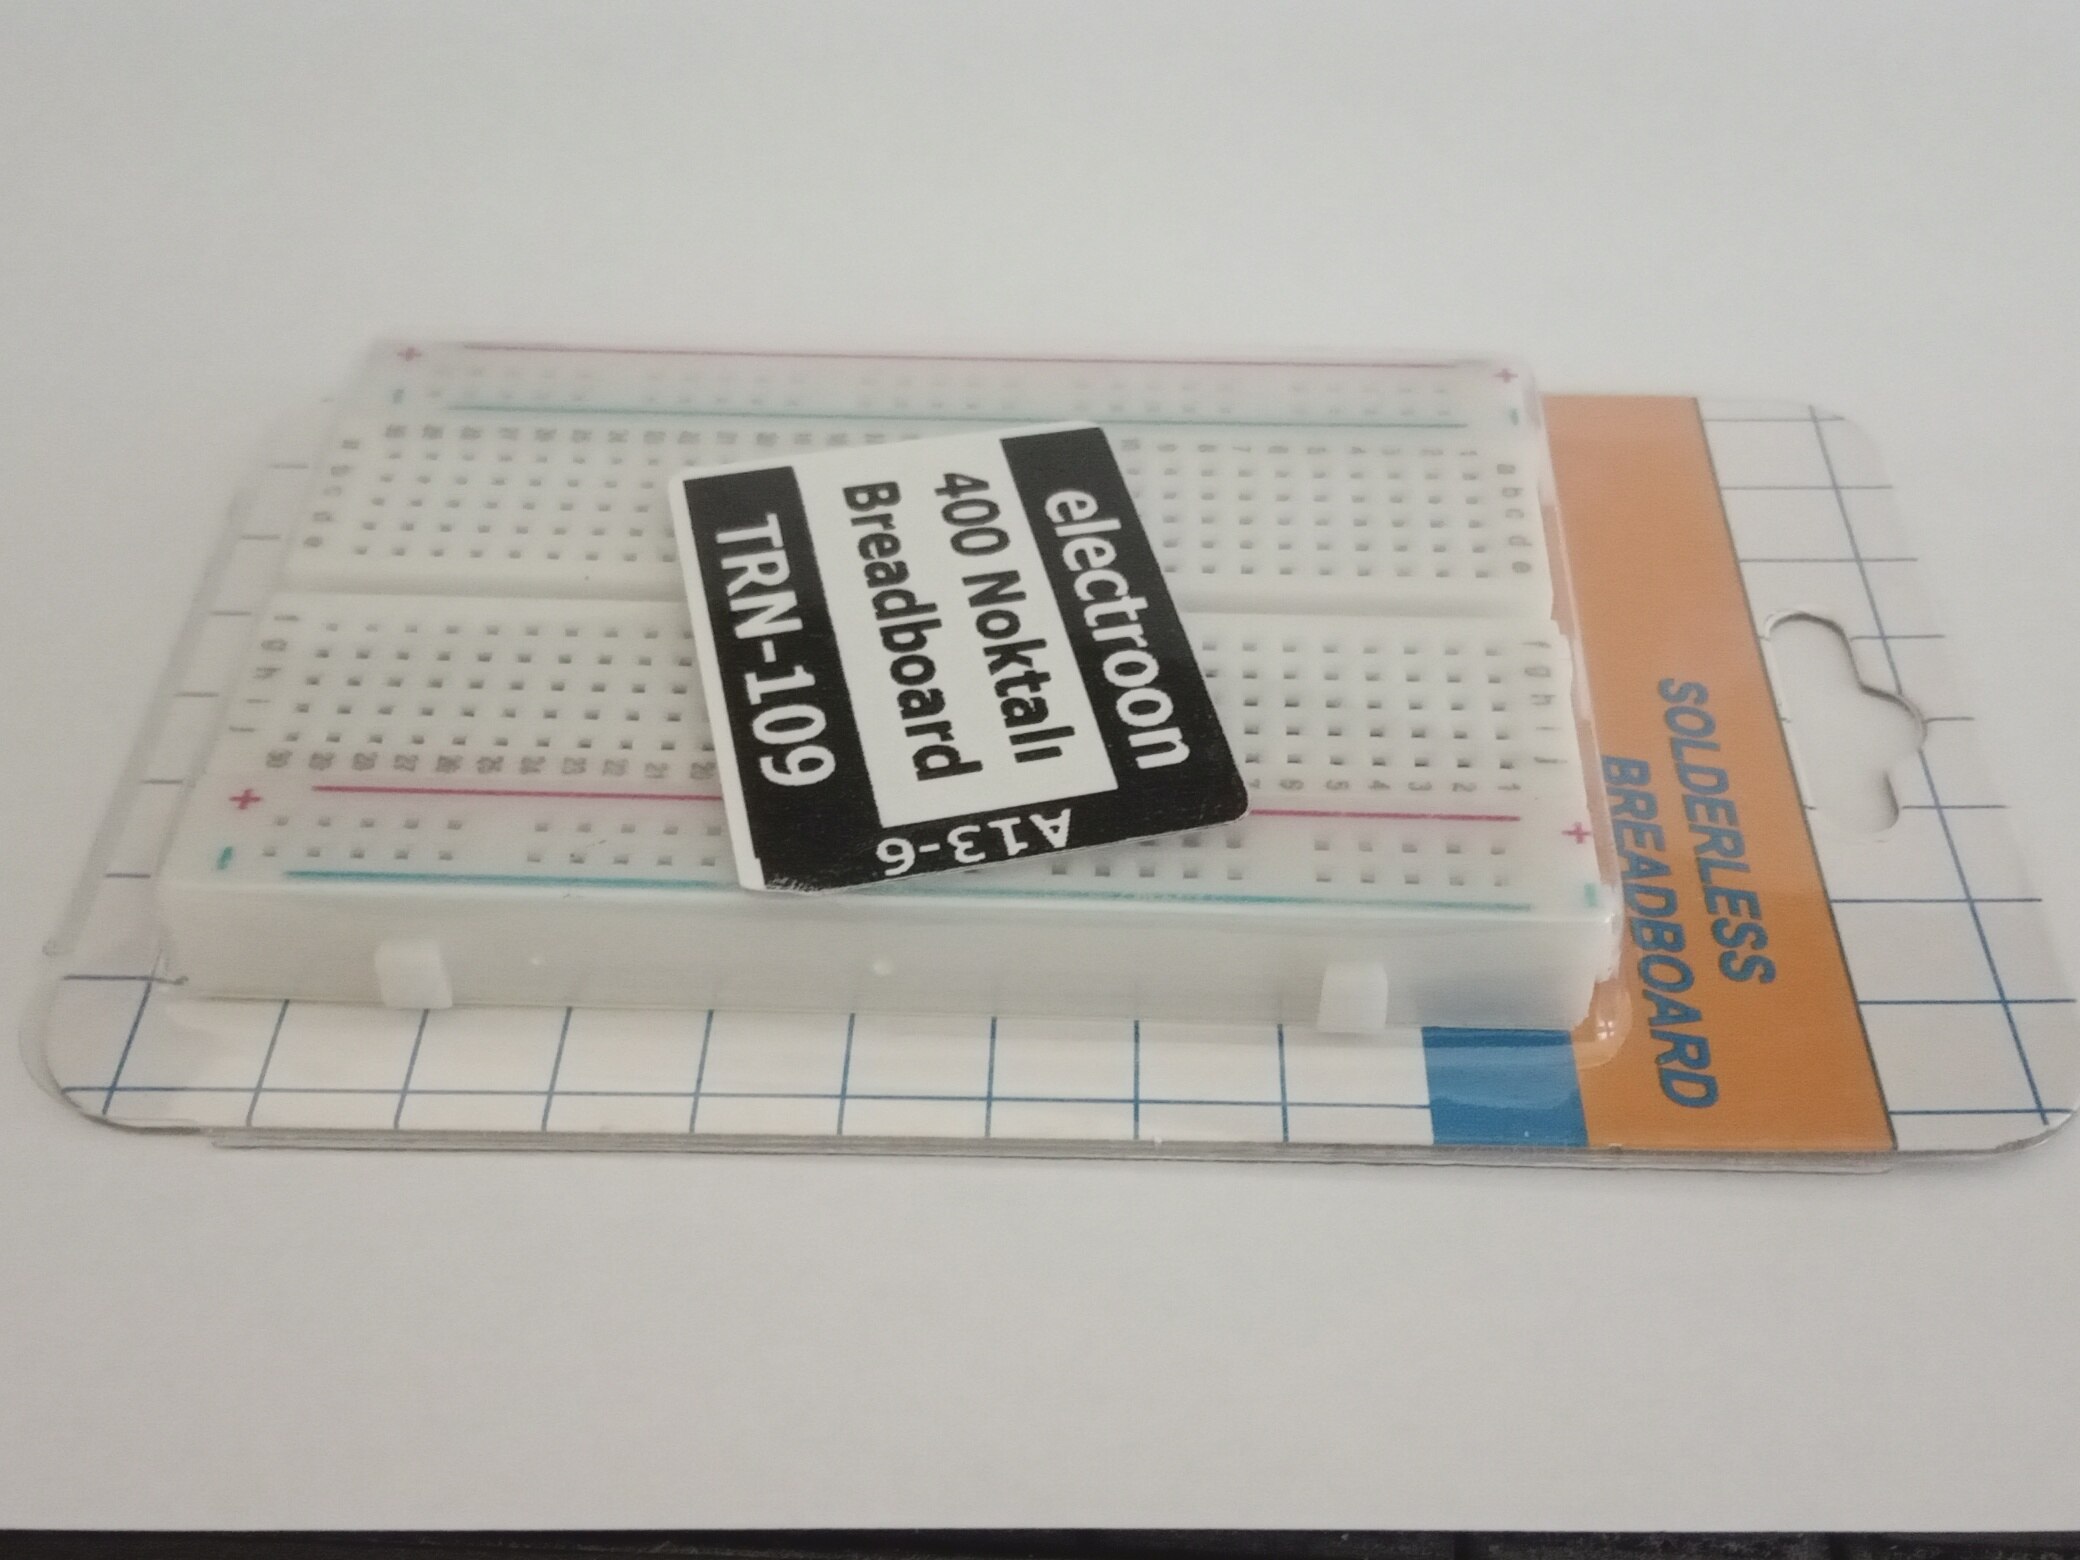 electroon
400 Noktalı
Breadboard
TRN-109
A13-6
SOLDERLESS
BREADBOARD
+
-
+
-
a b c d e
f g h i j
+
-
+
-